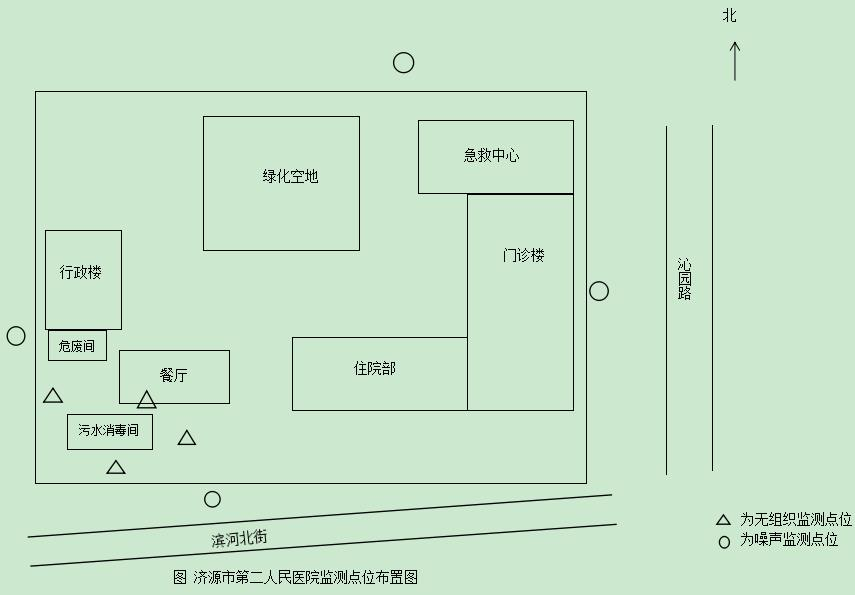 北
急救中心
绿化空地
门诊楼
沁园路
行政楼
危废间
住院部
餐厅
污水消毒间
为无组织监测点位
为噪声监测点位
滨河北街
图 济源市第二人民医院监测点位布置图